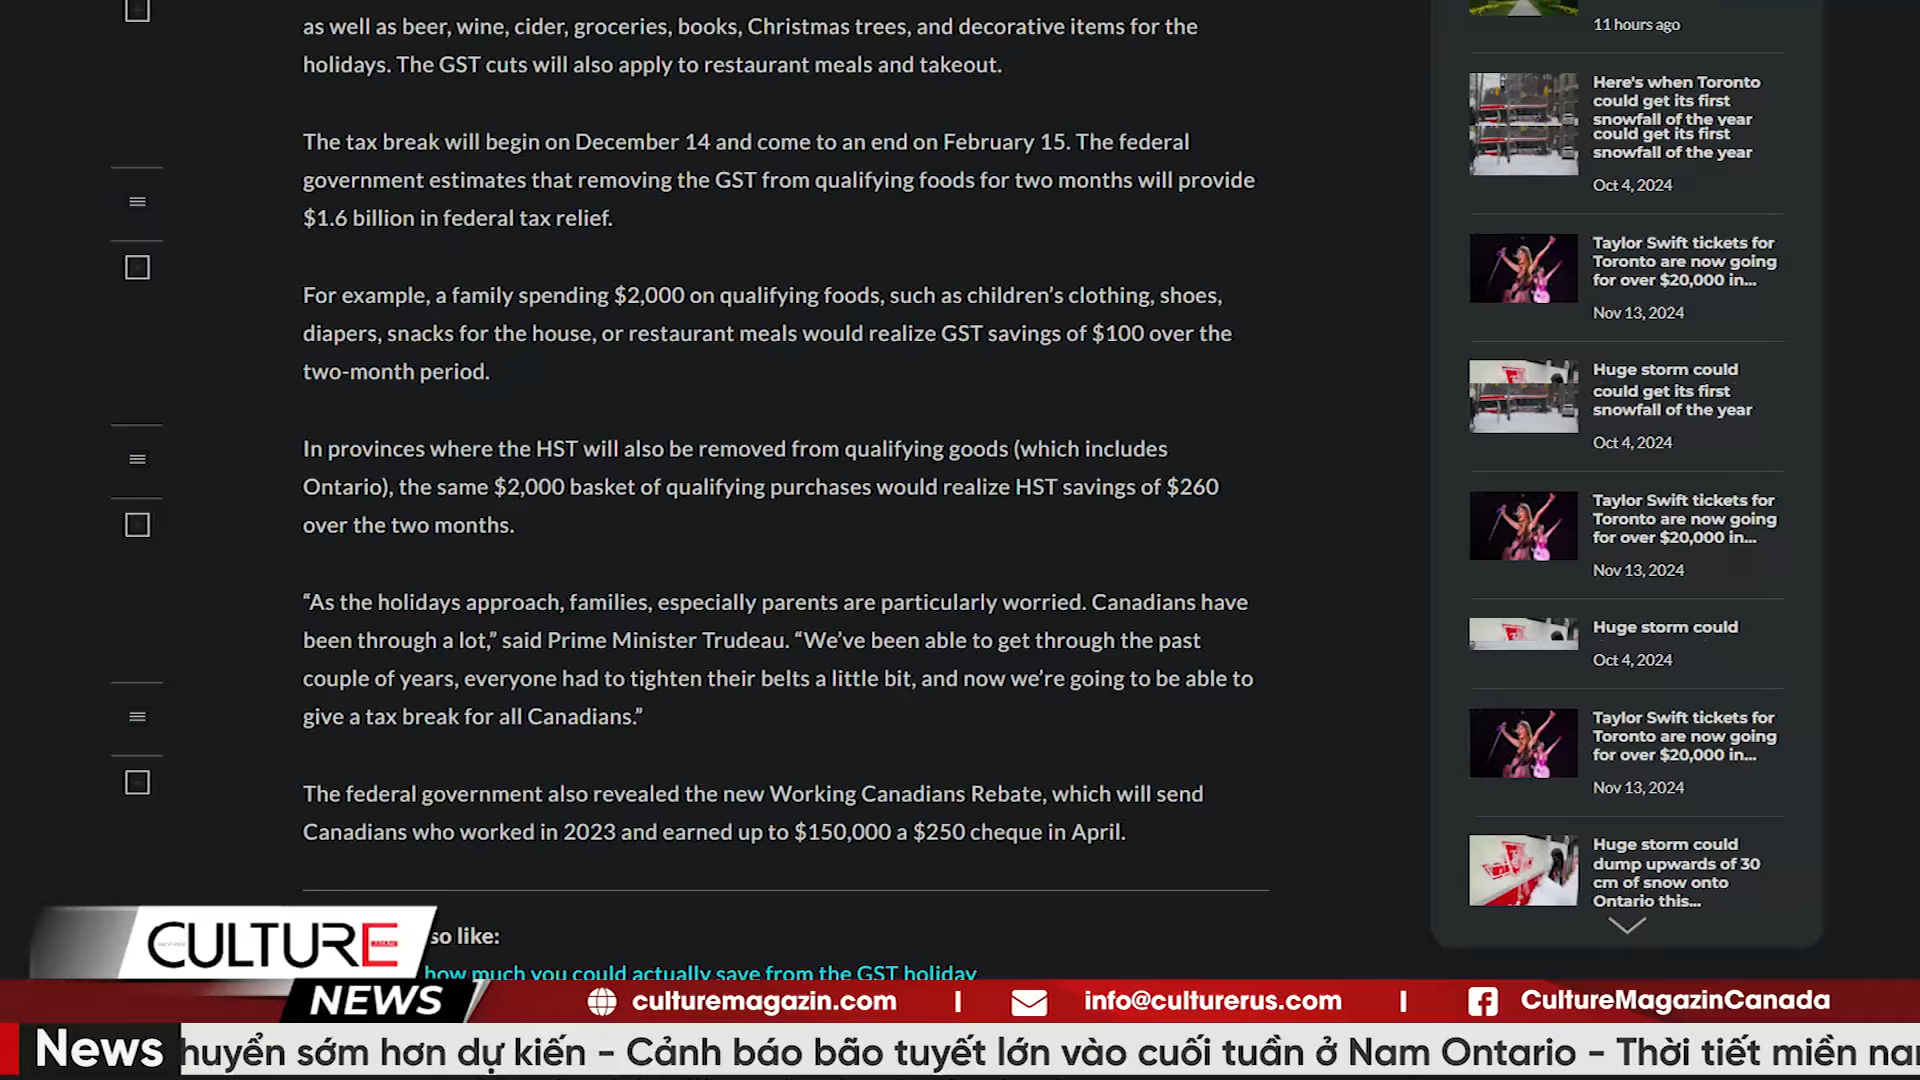 as well as beer, wine, cider, groceries, books, Christmas trees, and decorative items for the
holidays. The GST cuts will also apply to restaurant meals and takeout.
The tax break will begin on December 14 and come to an end on February 15. The federal
government estimates that removing the GST from qualifying foods for two months will provide
$1.6 billion in federal tax relief.
For example, a family spending $2,000 on qualifying foods, such as children's clothing, shoes,
diapers, snacks for the house, or restaurant meals would realize GST savings of $100 over the
two-month period.
In provinces where the HST will also be removed from qualifying goods (which includes
Ontario), the same $2,000 basket of qualifying purchases would realize HST savings of $260
over the two months.
“As the holidays approach, families, especially parents are particularly worried. Canadians have
been through a lot,” said Prime Minister Trudeau. “We’ve been able to get through the past
couple of years, everyone had to tighten their belts a little bit, and now we’re going to be able to
give a tax break for all Canadians.”
The federal government also revealed the new Working Canadians Rebate, which will send
Canadians who worked in 2023 and earned up to $150,000 a $250 cheque in April.
so like:
how much you could actually save from the GST holiday
11 hours ago
Here's when Toronto
could get its first
snowfall of the year
could get its first
snowfall of the year
Oct 4, 2024
Taylor Swift tickets for
Toronto are now going
for over $20,000 in...
Nov 13, 2024
Huge storm could
could get its first
snowfall of the year
Oct 4, 2024
Taylor Swift tickets for
Toronto are now going
for over $20,000 in...
Nov 13, 2024
Huge storm could
Oct 4, 2024
Taylor Swift tickets for
Toronto are now going
for over $20,000 in...
Nov 13, 2024
Huge storm could
dump upwards of 30
cm of snow onto
Ontario this...
CULTURE
NEWS
culturemagazin.com | info@culturerus.com | CultureMagazinCanada
News huyển sớm hơn dự kiến - Cảnh báo bão tuyết lớn vào cuối tuần ở Nam Ontario - Thời tiết miền na